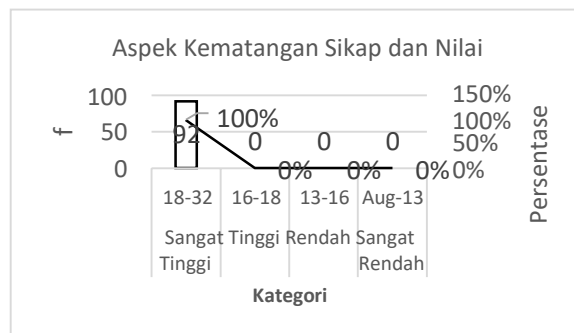 Aspek Kematangan Sikap dan Nilai
100
50
0
f
92
100%
0 0 0
0% 0% 0%
150%
100%
50%
0%
Persentase
18-32 16-18 13-16 Aug-13
Sangat Tinggi Tinggi Rendah Sangat Rendah
Kategori